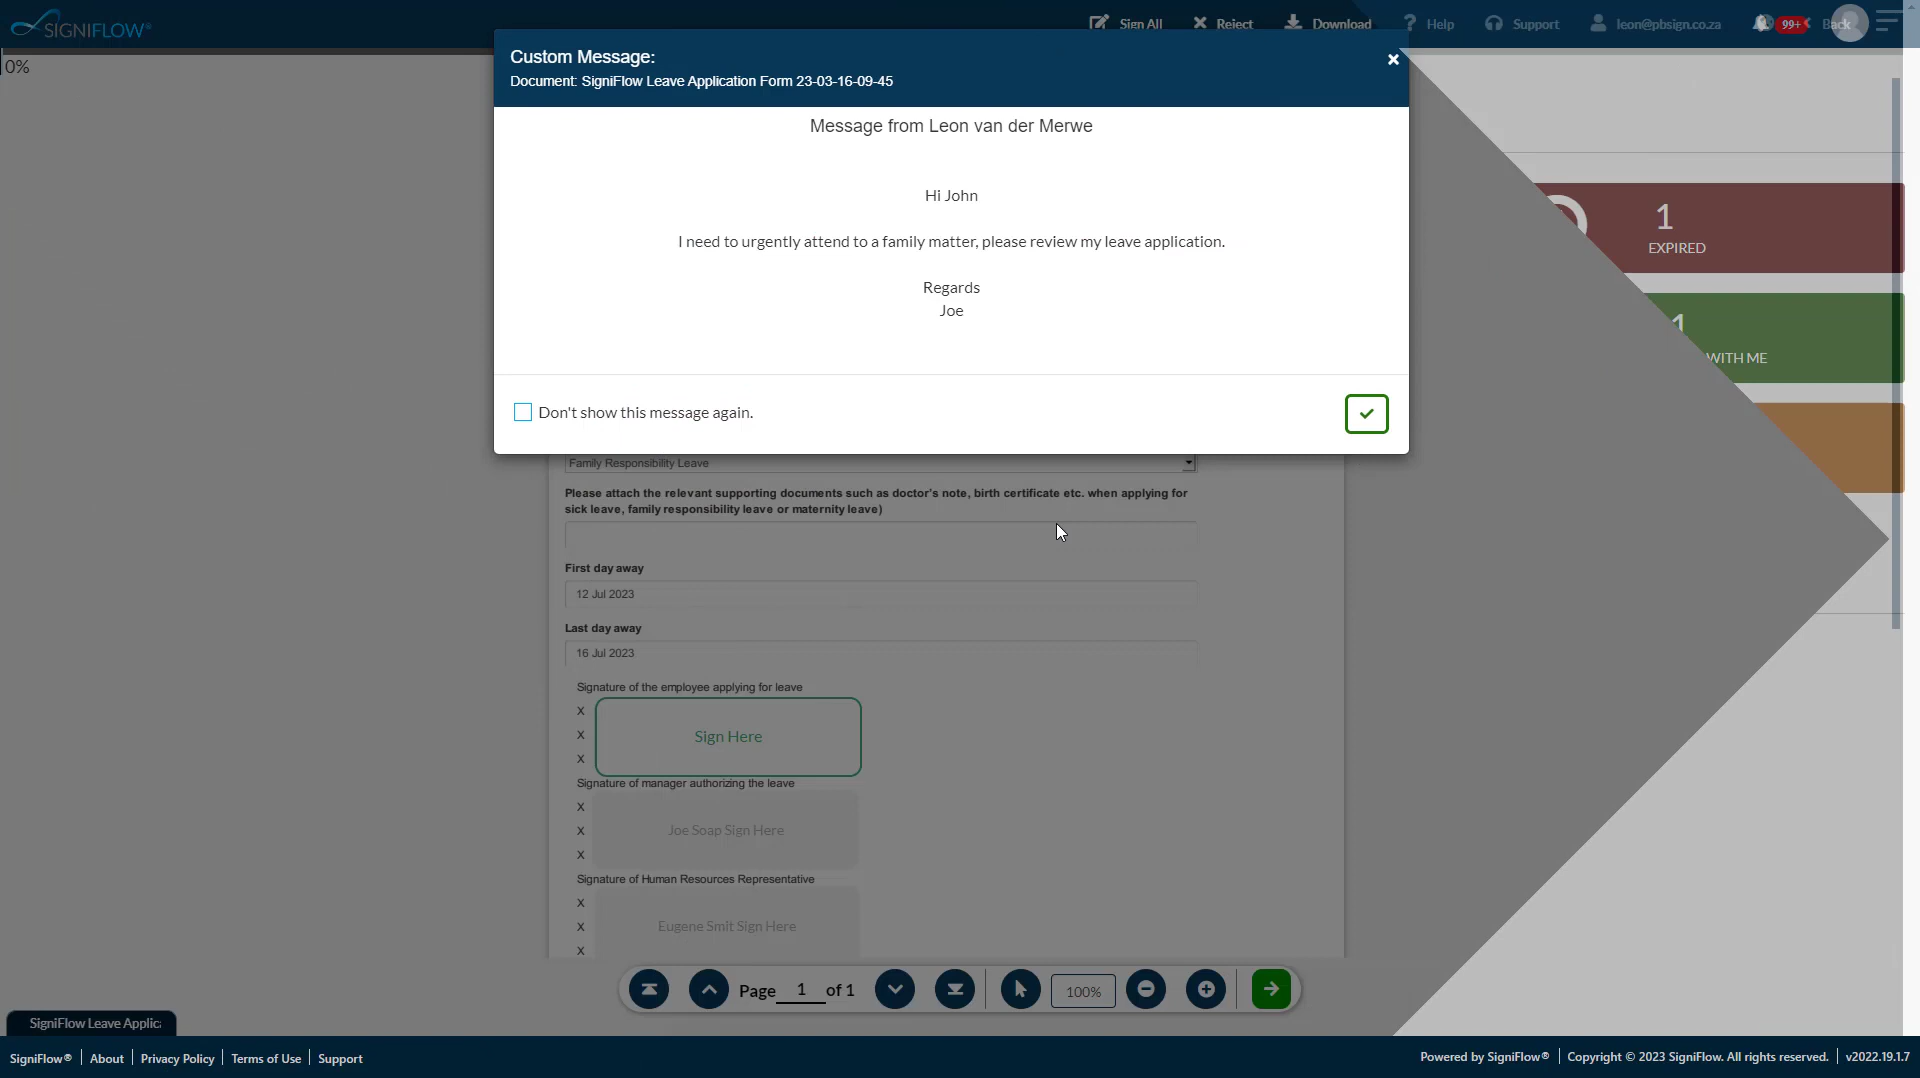 SIGNIFLOW®
Sign All
Reject
Download
Help
Support
leon@pbsign.co.za
99+
Back
0%
Custom Message:
Document: SigniFlow Leave Application Form 23-03-16-09-45
Message from Leon van der Merwe
Hi John
I need to urgently attend to a family matter, please review my leave application.
Regards
Joe
Don't show this message again.
1
EXPIRED
1
WITH ME
Family Responsibility Leave
Please attach the relevant supporting documents such as doctor's note, birth certificate etc. when applying for
sick leave, family responsibility leave or maternity leave)
First day away
12 Jul 2023
Last day away
16 Jul 2023
Signature of the employee applying for leave
X
X
X
Sign Here
Signature of manager authorizing the leave
X
X
X
Joe Soap Sign Here
Signature of Human Resources Representative
X
X
X
Eugene Smit Sign Here
Page 1 of 1
100%
SigniFlow Leave Applic
SigniFlow®
About
Privacy Policy
Terms of Use
Support
Powered by SigniFlow®
Copyright © 2023 SigniFlow. All rights reserved.
v2022.19.1.7